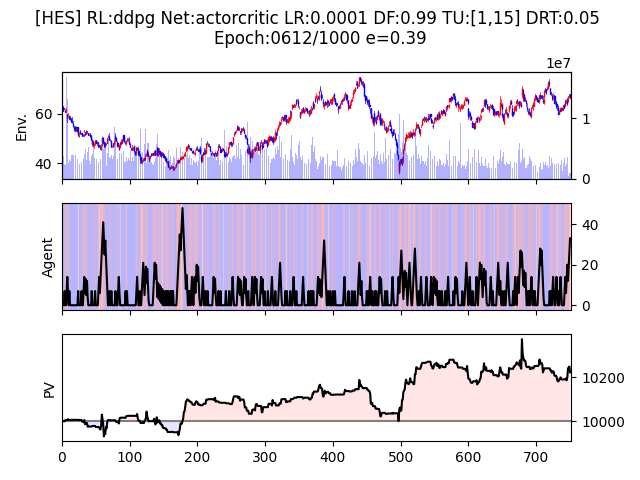 [HES] RL:ddpg Net:actorcritic LR:0.0001 DF:0.99 TU:[1,15] DRT:0.05
Epoch:0612/1000 e=0.39
1e7
Env.
60
40
1
0
Agent
40
20
0
PV
10200
10000
0 100 200 300 400 500 600 700